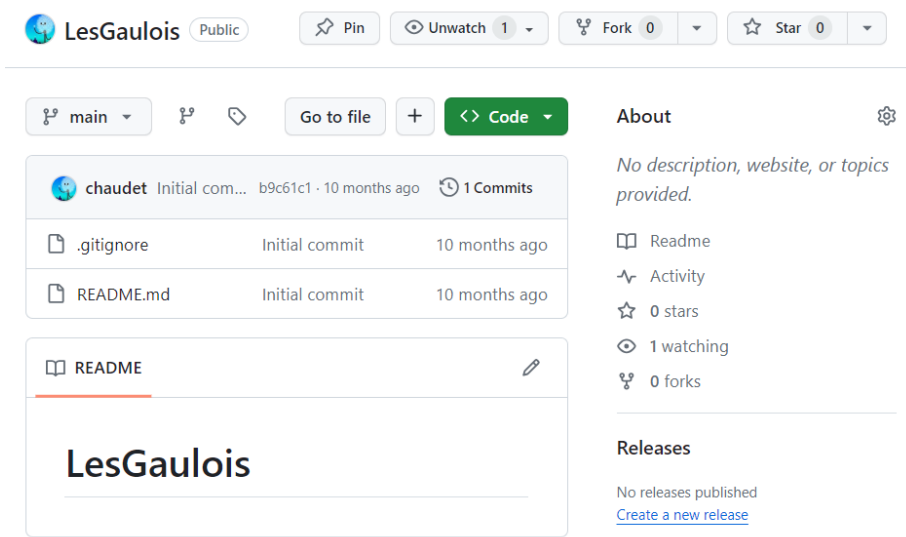 LesGaulois Public Pin Unwatch 1 Fork 0 Star 0
main Go to file + Code
chaudet Initial com... b9c61c1 · 10 months ago 1 Commits
.gitignore Initial commit 10 months ago
README.md Initial commit 10 months ago
README
LesGaulois
About
No description, website, or topics
provided.
Readme
Activity
0 stars
1 watching
0 forks
Releases
No releases published
Create a new release